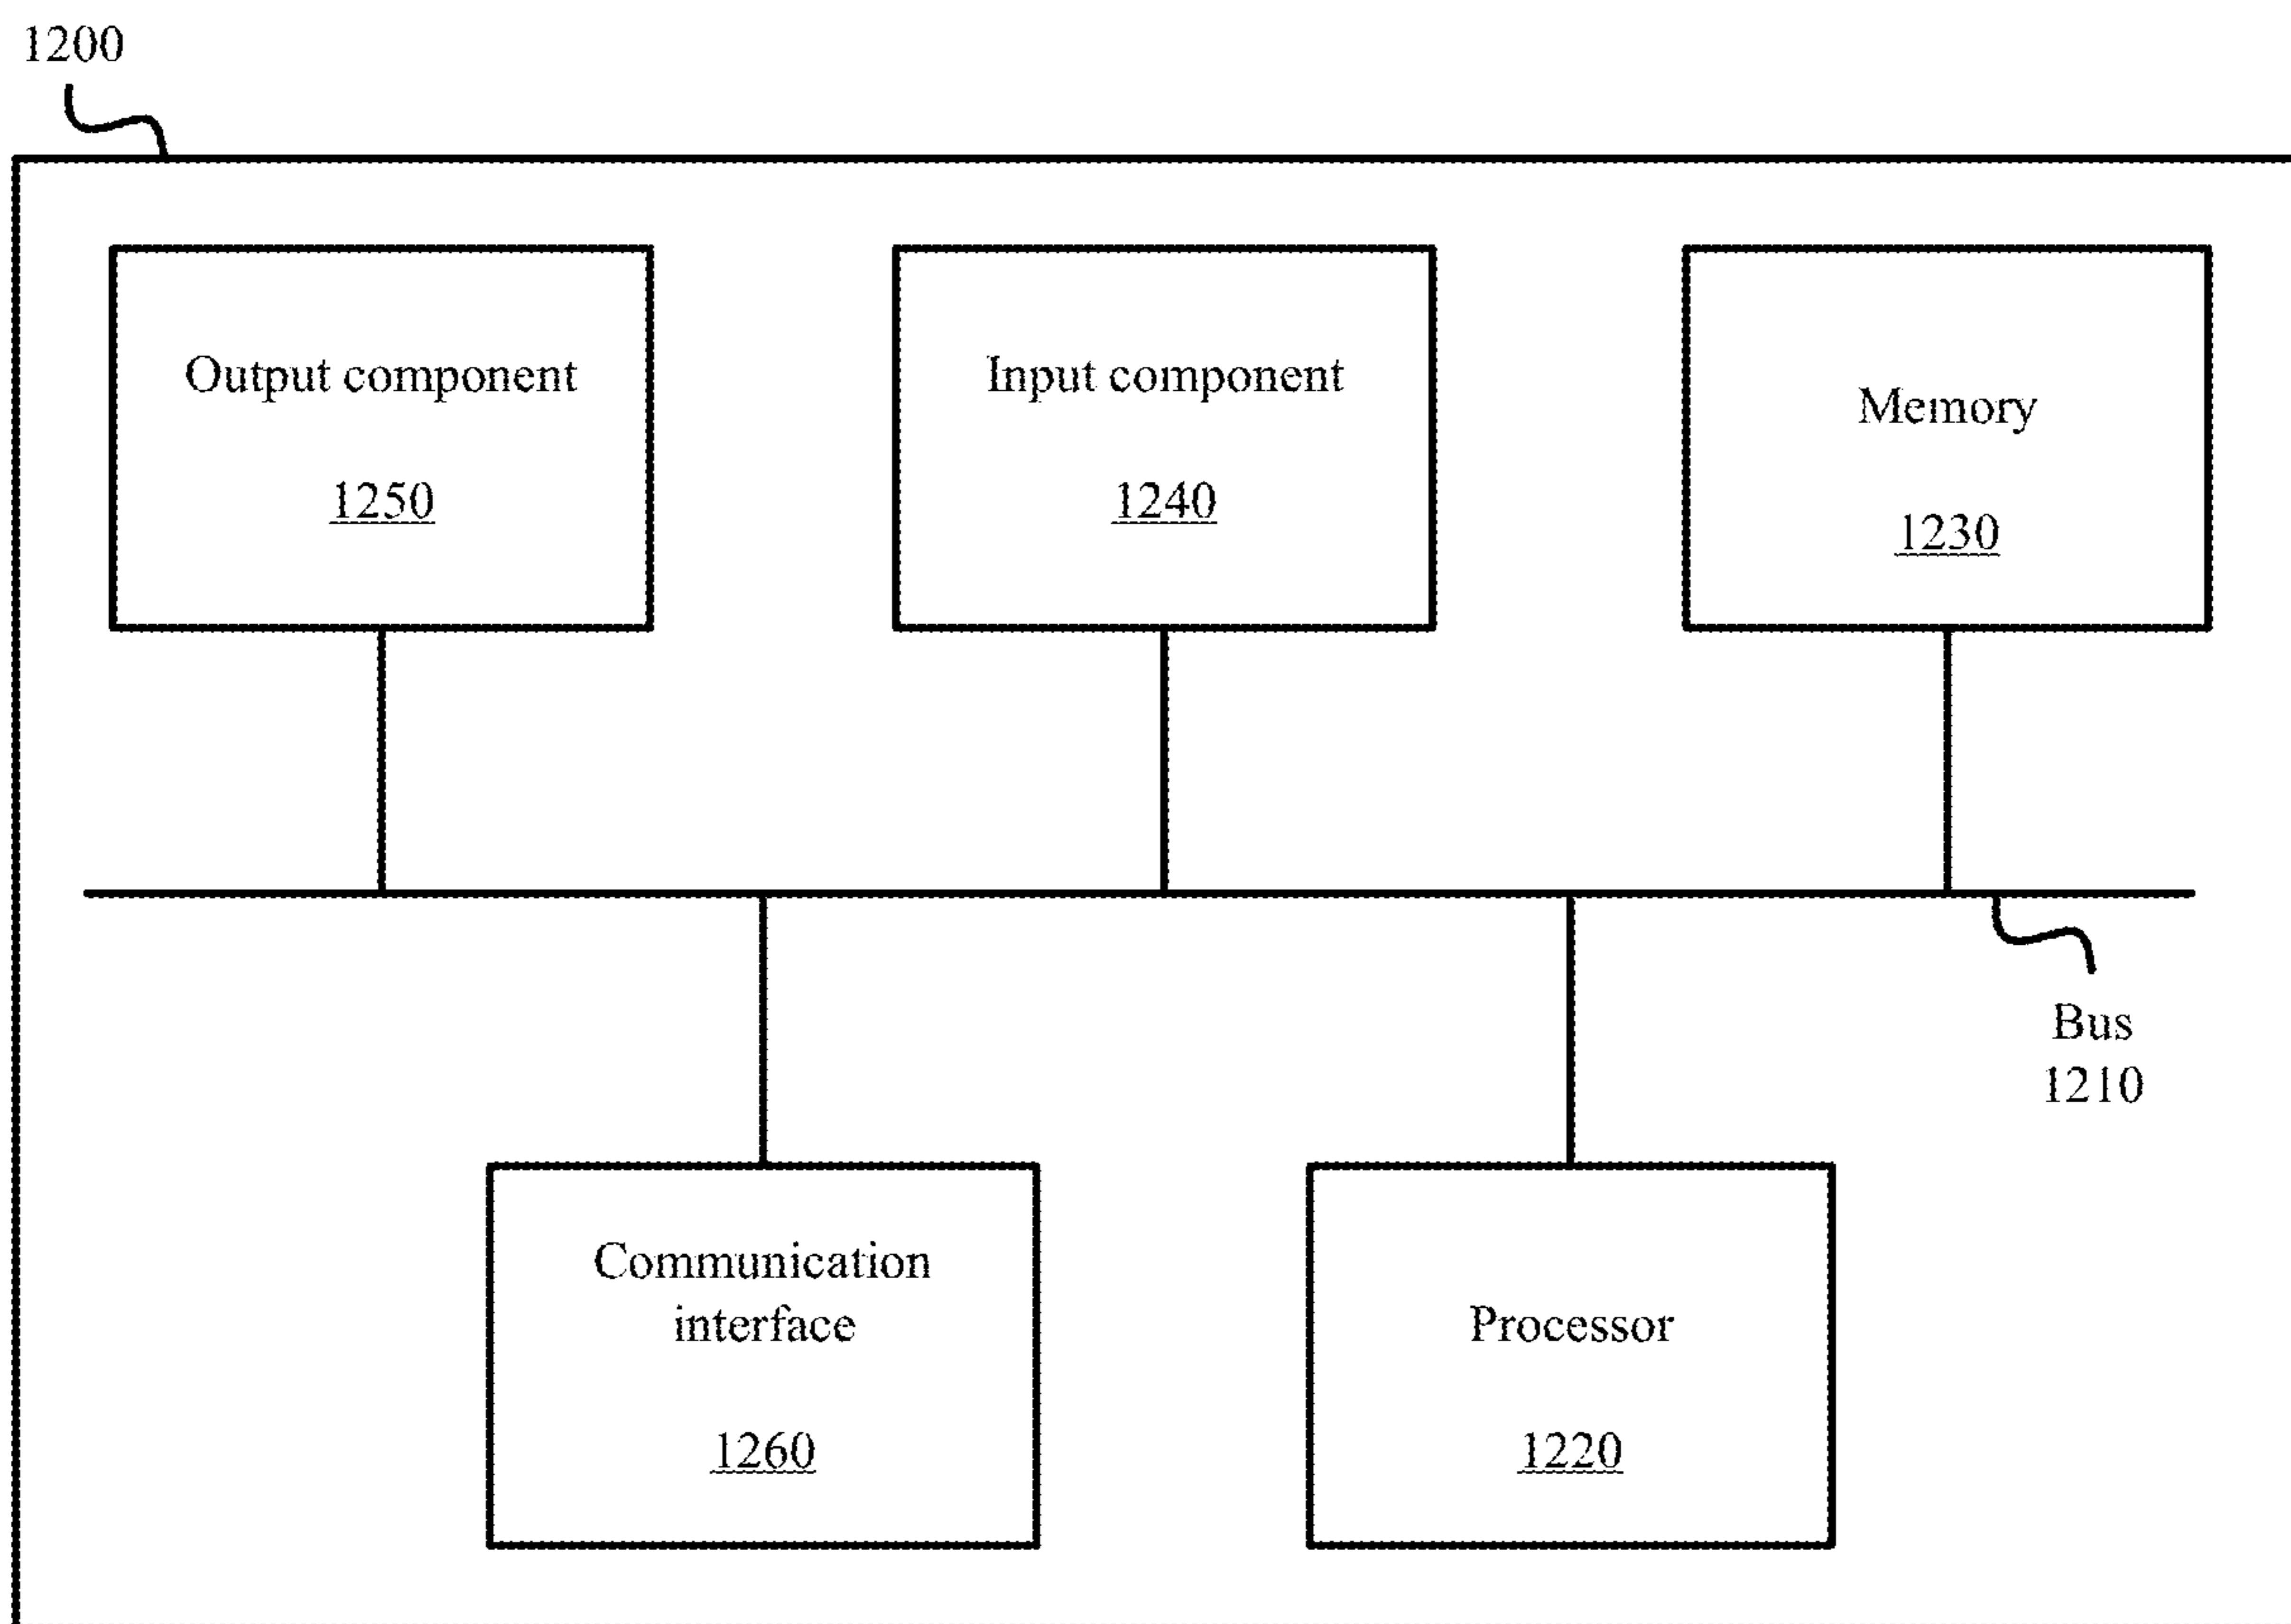 1200
Output component
1250
Input component
1240
Memory
1230
Bus
1210
Communication
interface
1260
Processor
1220